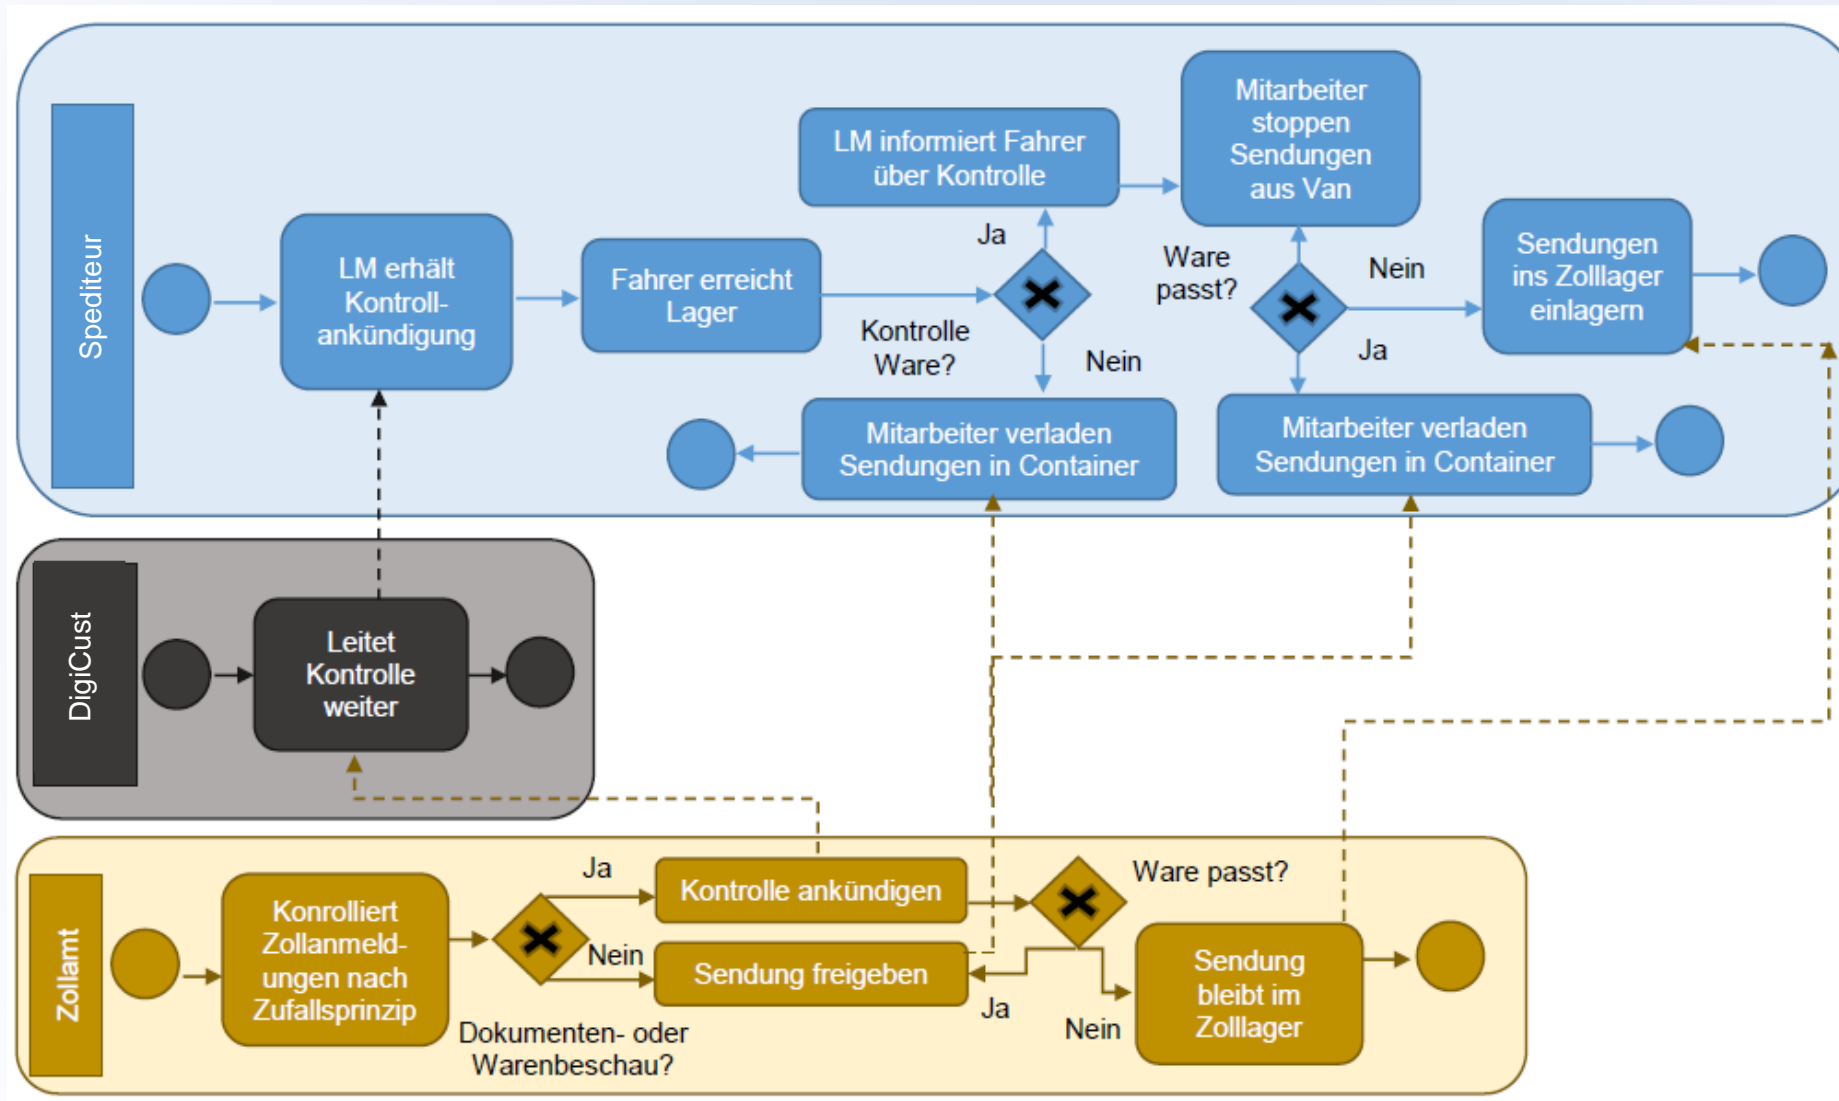 Spediteur
LM erhält
Kontroll-
ankündigung
Fahrer erreicht
Lager
Kontrolle
Ware?
Ja
Nein
LM informiert Fahrer
über Kontrolle
Mitarbeiter verladen
Sendungen in Container
Mitarbeiter
stoppen
Sendungen
aus Van
Ware
passt?
Nein
Ja
Sendungen
ins Zolllager
einlagern
Mitarbeiter verladen
Sendungen in Container
DigiCust
Leitet
Kontrolle
weiter
Zollamt
Konrolliert
Zollanmeld-
ungen nach
Zufallsprinzip
Ja
Nein
Dokumenten- oder
Warenbeschau?
Kontrolle ankündigen
Sendung freigeben
Ware passt?
Ja
Nein
Sendung
bleibt im
Zolllager